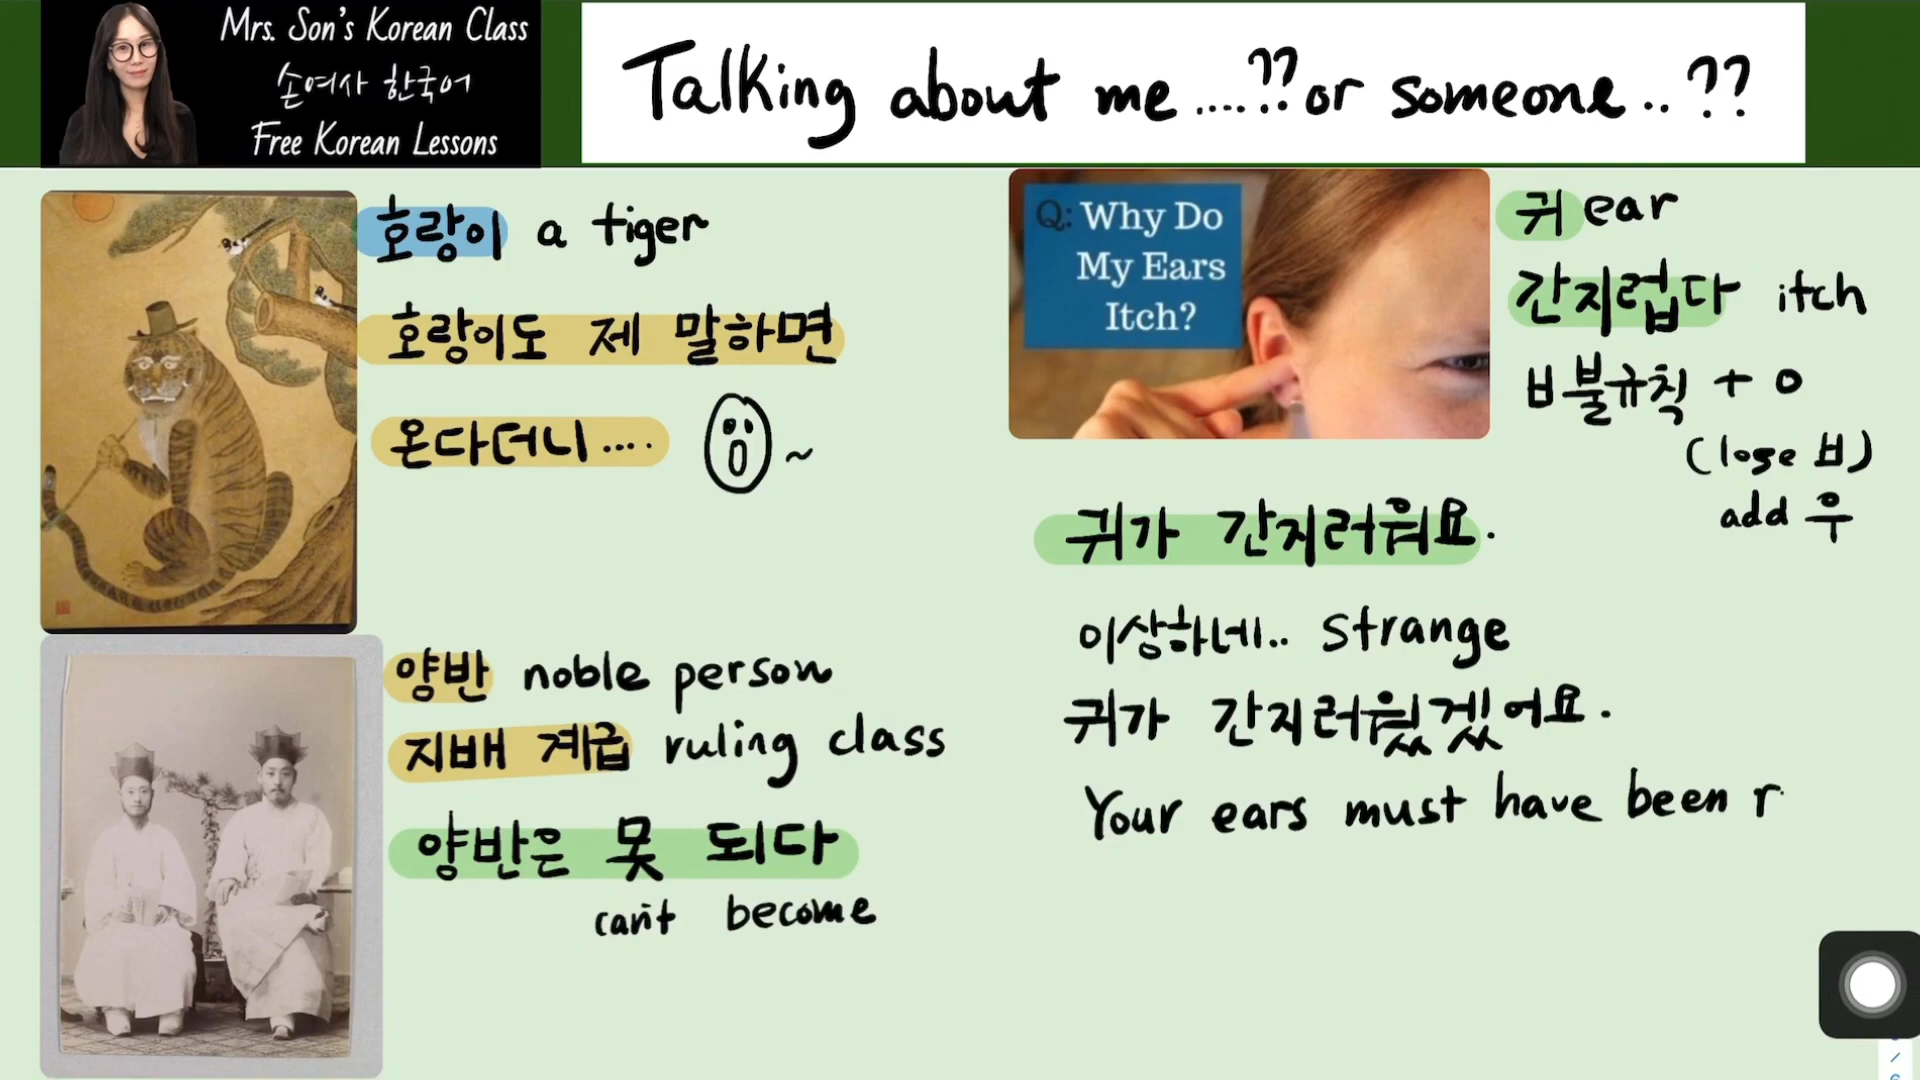 Mrs. Son's Korean Class
손여사 한국어
Free Korean Lessons
Talking about me ....?? or someone ..??
호랑이 a tiger
호랑이도 제 말하면
온다더니 ....
양반 noble person
지배 계급 ruling class
양반은 못 되다
can't become
Q: Why Do
My Ears
Itch?
귀 ear
간지럽다 itch
ㅂ불규칙 + ㅇ
(lose ㅂ)
add 우
귀가 간지러워요.
이상하네.. strange
귀가 간지러웠겠어요.
Your ears must have been r